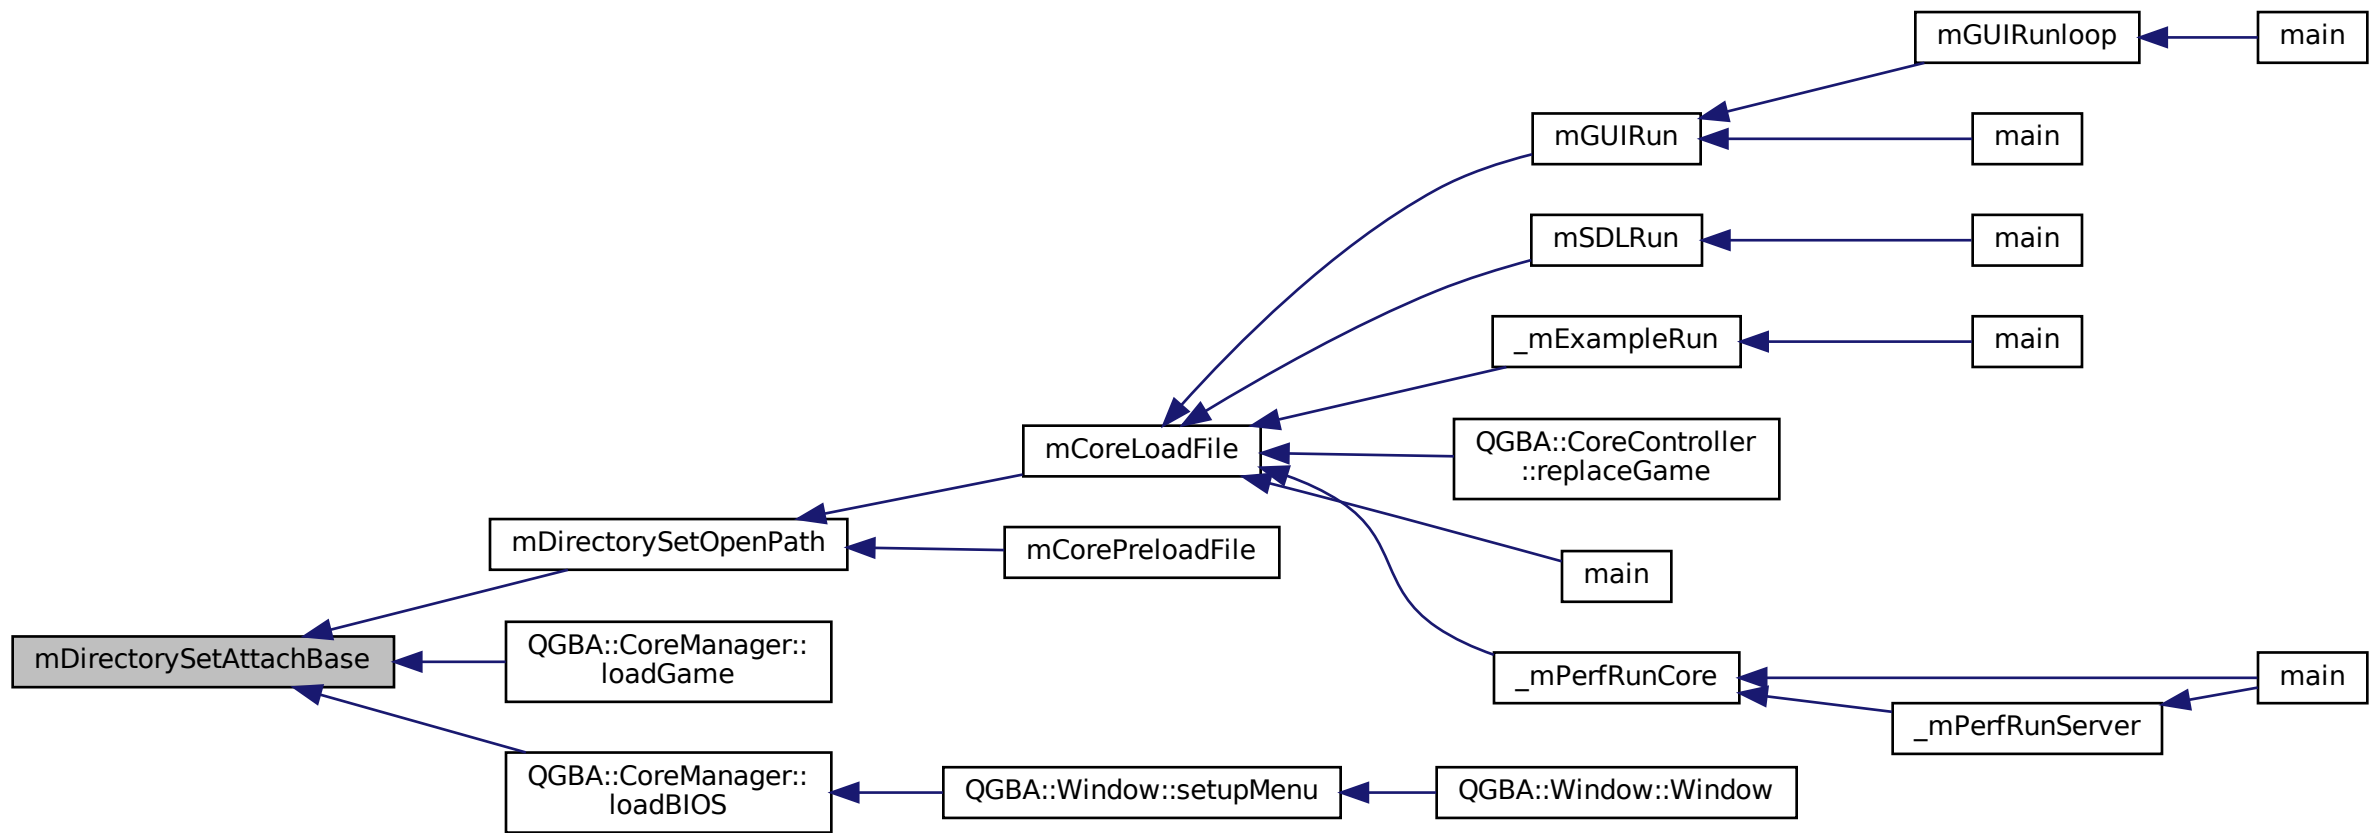 mGUIRunloop
main
mGUIRun
main
mSDLRun
main
_mExampleRun
main
mCoreLoadFile
QGBA::CoreController
::replaceGame
mDirectorySetOpenPath
mCorePreloadFile
main
mDirectorySetAttachBase
QGBA::CoreManager::
loadGame
_mPerfRunCore
main
_mPerfRunServer
QGBA::CoreManager::
loadBIOS
QGBA::Window::setupMenu
QGBA::Window::Window